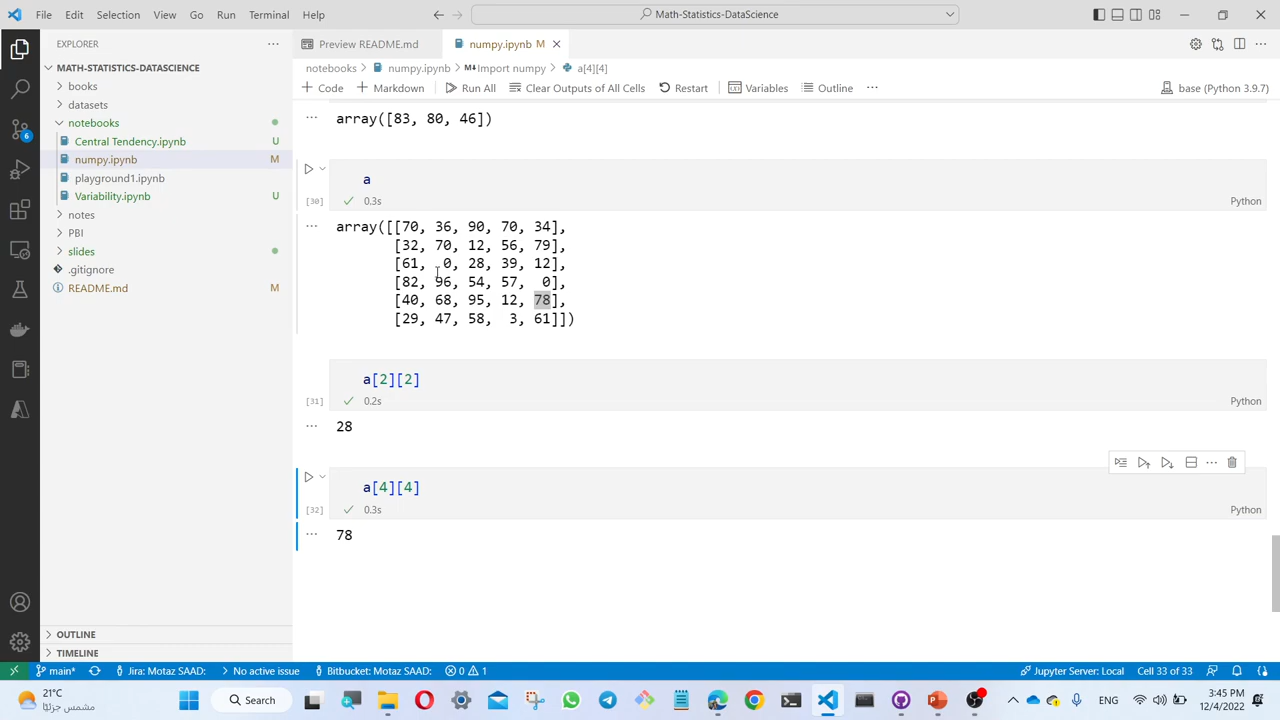 File Edit Selection View Go Run Terminal Help
Math-Statistics-DataScience
EXPLORER
MATH-STATISTICS-DATASCIENCE
books
datasets
notebooks
Central Tendency.ipynb U
numpy.ipynb M
playground1.ipynb
Variability.ipynb U
notes
PBI
slides
.gitignore
README.md M
OUTLINE
TIMELINE
6
Preview README.md numpy.ipynb M
notebooks > numpy.ipynb > M Import numpy > a[4][4]
+ Code + Markdown Run All Clear Outputs of All Cells Restart Variables Outline ... base (Python 3.9.7)
array([83, 80, 46])
a
[30] 0.3s Python
array([[70, 36, 90, 70, 34],
[32, 70, 12, 56, 79],
[61, 0, 28, 39, 12],
[82, 96, 54, 57, 0],
[40, 68, 95, 12, 78],
[29, 47, 58, 3, 61]])
a[2][2]
[31] 0.2s Python
28
a[4][4]
[32] 0.3s Python
78
main* Jira: Motaz SAAD: No active issue Bitbucket: Motaz SAAD: 0 1 Jupyter Server: Local Cell 33 of 33
21°C
مشمس جزئيًا
Search
ENG
3:45 PM
12/4/2022